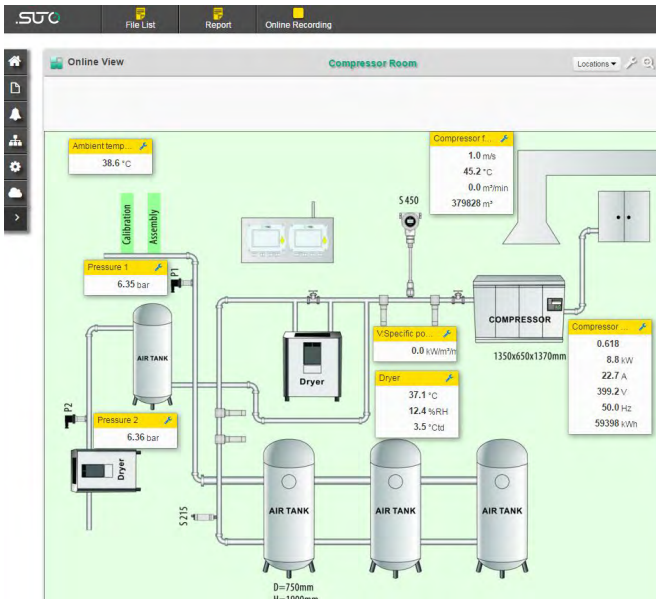 .SUTO
File List
Report
Online Recording
Online View
Compressor Room
Locations
Ambient temp...
38.6 °C
Compressor f...
1.0 m/s
45.2 °C
0.0 m³/min
379828 m³
Calibration
Assembly
S 450
Pressure 1
6.35 bar
P1
COMPRESSOR
1350x650x1370mm
Compressor ...
0.618
8.8 kW
22.7 A
399.2 V
50.0 Hz
59398 kWh
V:Specific po...
0.0 kW/m³/m
AIR TANK
Dryer
Dryer
37.1 °C
12.4 %RH
3.5 °Ctd
P2
Pressure 2
6.36 bar
Dryer
S 215
AIR TANK
AIR TANK
AIR TANK
D=750mm
H=1900mm